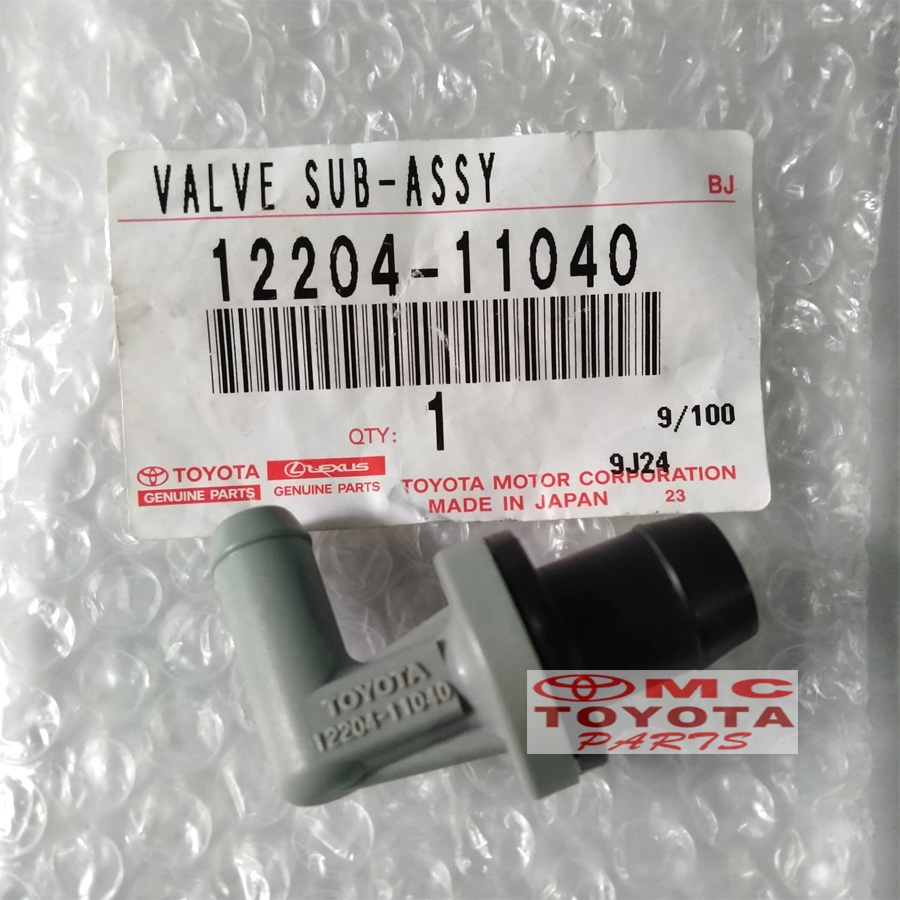 VALVE SUB-ASSY
BJ
12204-11040
QTY: 1
9/100
9J24
TOYOTA
GENUINE PARTS
LEXUS
GENUINE PARTS
TOYOTA MOTOR CORPORATION
MADE IN JAPAN 23
TOYOTA
12204-11040
OMC
TOYOTA
PARTS